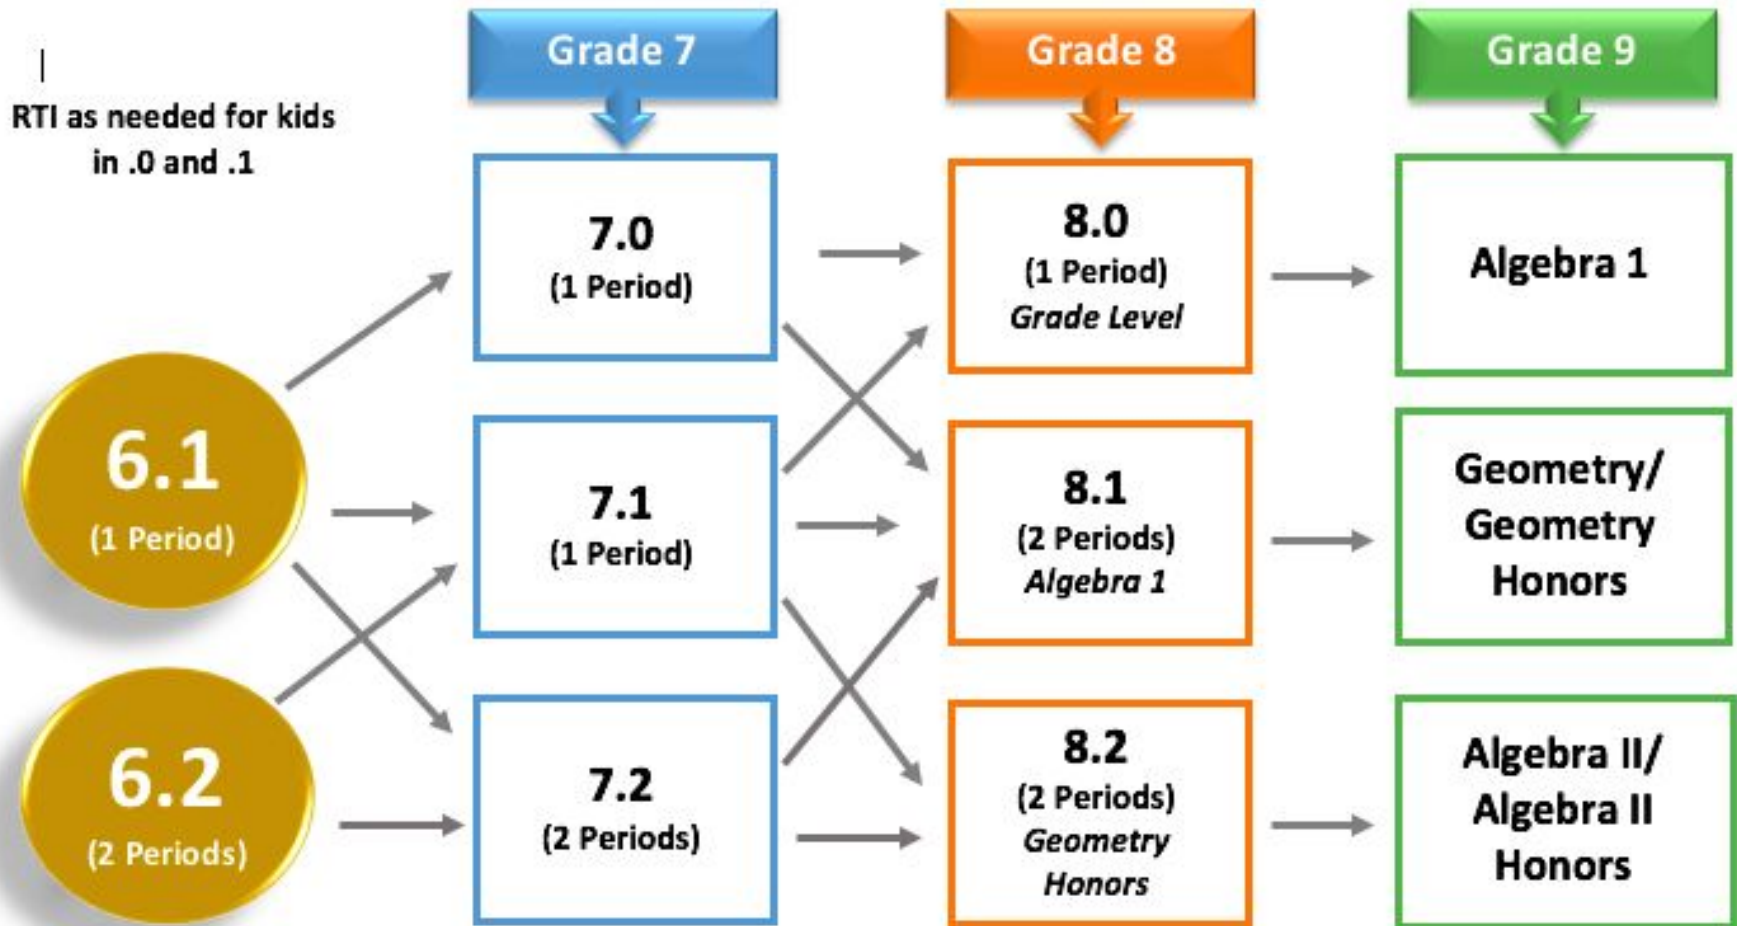 Grade 7
Grade 8
Grade 9
RTI as needed for kids
in .0 and .1
6.1
(1 Period)
6.2
(2 Periods)
7.0
(1 Period)
7.1
(1 Period)
7.2
(2 Periods)
8.0
(1 Period)
Grade Level
8.1
(2 Periods)
Algebra 1
8.2
(2 Periods)
Geometry
Honors
Algebra 1
Geometry/
Geometry
Honors
Algebra II/
Algebra II
Honors